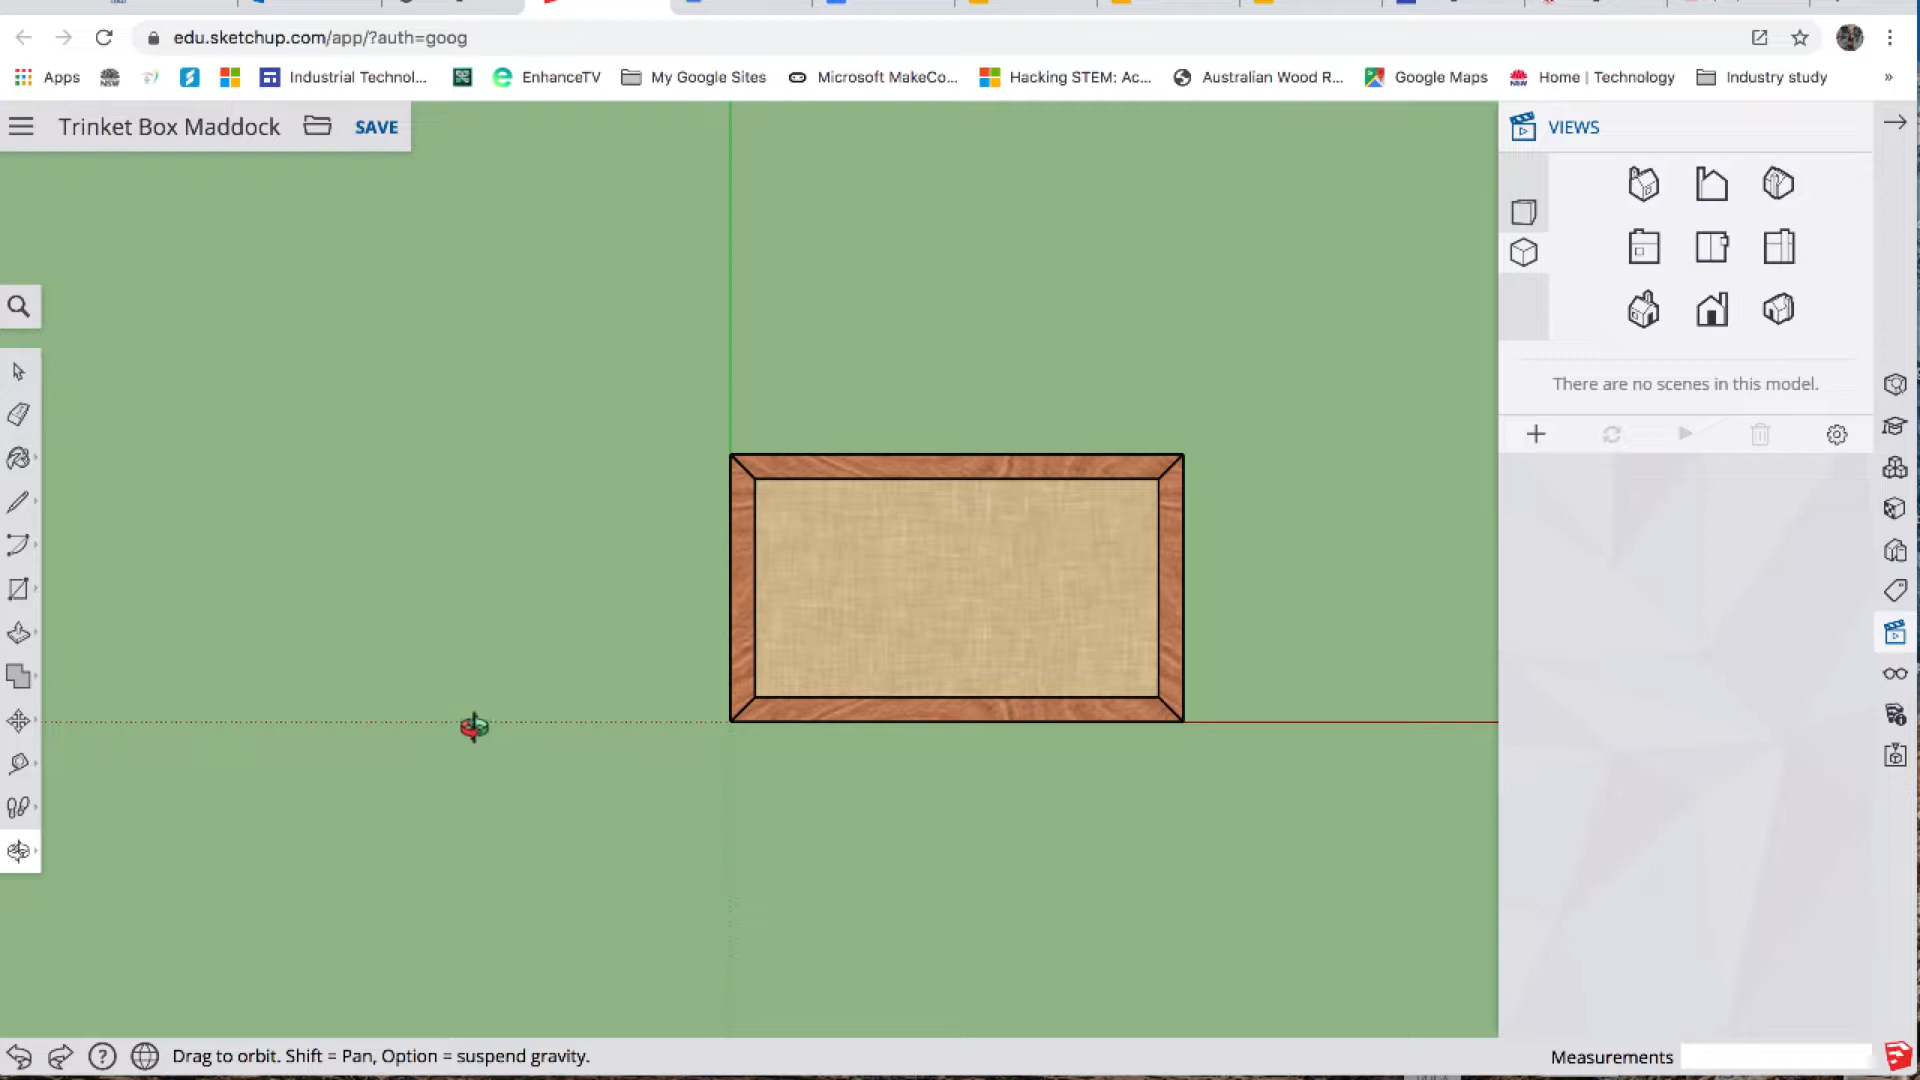 edu.sketchup.com/app/?auth=goog
Apps Industrial Technol... EnhanceTV My Google Sites Microsoft MakeCo... Hacking STEM: Ac... Australian Wood R... Google Maps Home | Technology Industry study »
Trinket Box Maddock SAVE
VIEWS
There are no scenes in this model.
Drag to orbit. Shift = Pan, Option = suspend gravity.
Measurements